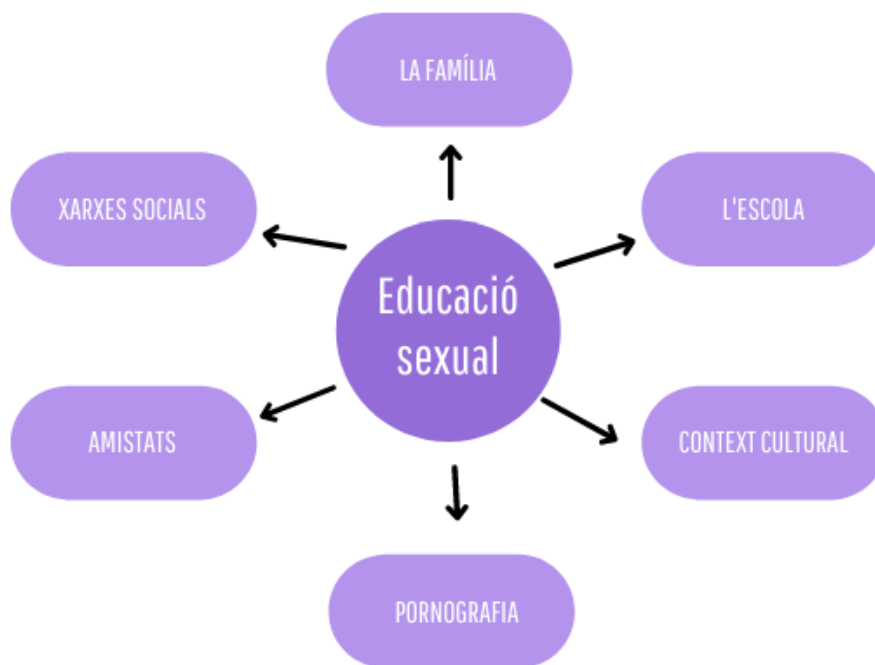 LA FAMÍLIA
XARXES SOCIALS
L'ESCOLA
Educació
sexual
AMISTATS
CONTEXT CULTURAL
PORNOGRAFIA